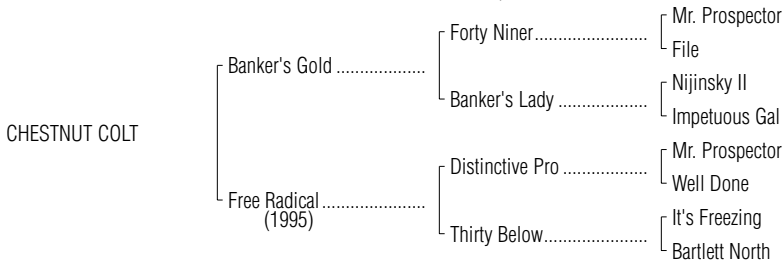 Mr. Prospector
Forty Niner....................
File
Banker's Gold ...................
Nijinsky II
Banker's Lady ...................
Impetuous Gal
CHESTNUT COLT
Mr. Prospector
Distinctive Pro ..................
Well Done
Free Radical.....................
(1995)
It's Freezing
Thirty Below......................
Bartlett North